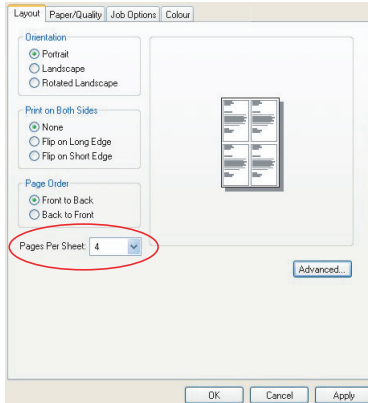 Layout Paper/Quality Job Options Colour
Orientation
Portrait
Landscape
Rotated Landscape
Print on Both Sides
None
Flip on Long Edge
Flip on Short Edge
Page Order
Front to Back
Back to Front
Pages Per Sheet: 4
Advanced...
OK Cancel Apply